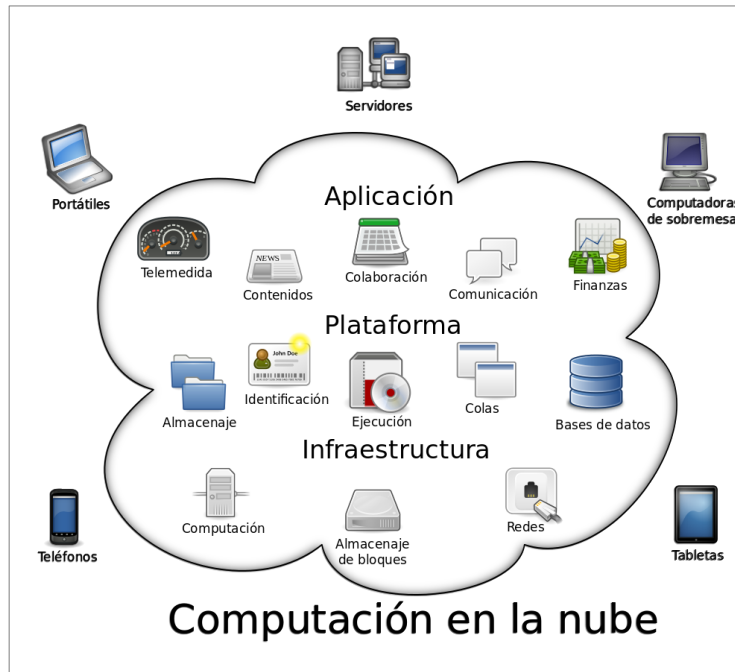 Servidores
Portátiles
Computadoras
de sobremesa
Aplicación
Telemedida
NEWS
Contenidos
Colaboración
Comunicación
Finanzas
Plataforma
John Doe
Almacenaje
Identificación
Ejecución
Colas
Bases de datos
Infraestructura
Computación
Almacenaje
de bloques
Redes
Teléfonos
Tabletas
Computación en la nube